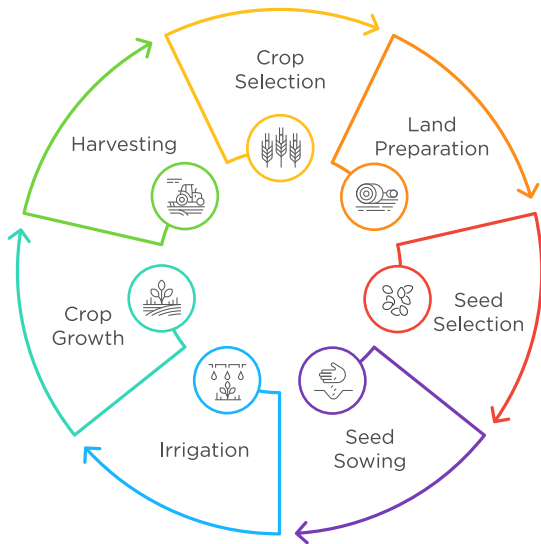 Crop
Selection
Land
Preparation
Seed
Selection
Seed
Sowing
Irrigation
Crop
Growth
Harvesting